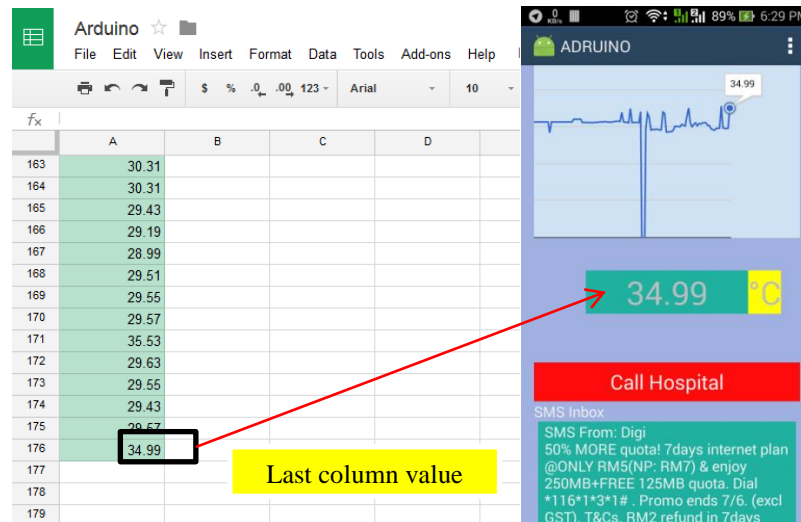 Arduino
File Edit View Insert Format Data Tools Add-ons Help
$ % .0 .00 123 Arial 10
fx
A B C D
163 30.31
164 30.31
165 29.43
166 29.19
167 28.99
168 29.51
169 29.55
170 29.57
171 35.53
172 29.63
173 29.55
174 29.43
175 29.57
176 34.99
177
178
179
Last column value
0 KB/s 89% 6:29 PM
ADRUINO
34.99
34.99 °C
Call Hospital
SMS Inbox
SMS From: Digi
50% MORE quota! 7days internet plan
@ONLY RM5(NP: RM7) & enjoy
250MB+FREE 125MB quota. Dial
*116*1*3*1# . Promo ends 7/6. (excl
GST). T&Cs. RM2 refund in 7days